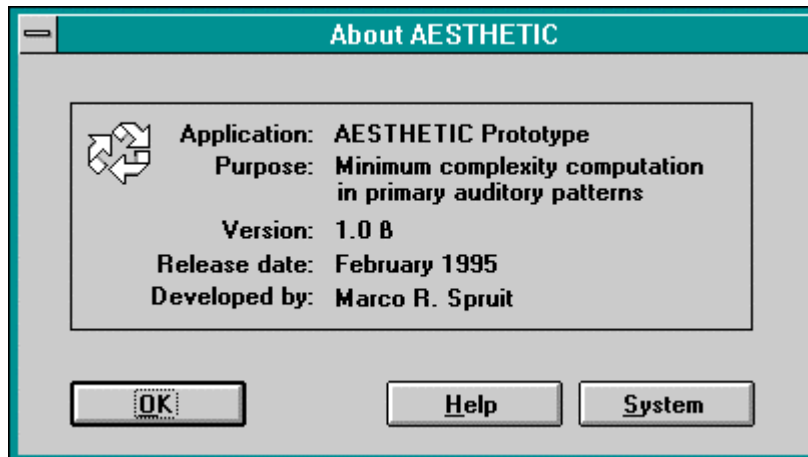 About AESTHETIC
Application: AESTHETIC Prototype
Purpose: Minimum complexity computation
in primary auditory patterns
Version: 1.0 ß
Release date: February 1995
Developed by: Marco R. Spruit
OK Help System